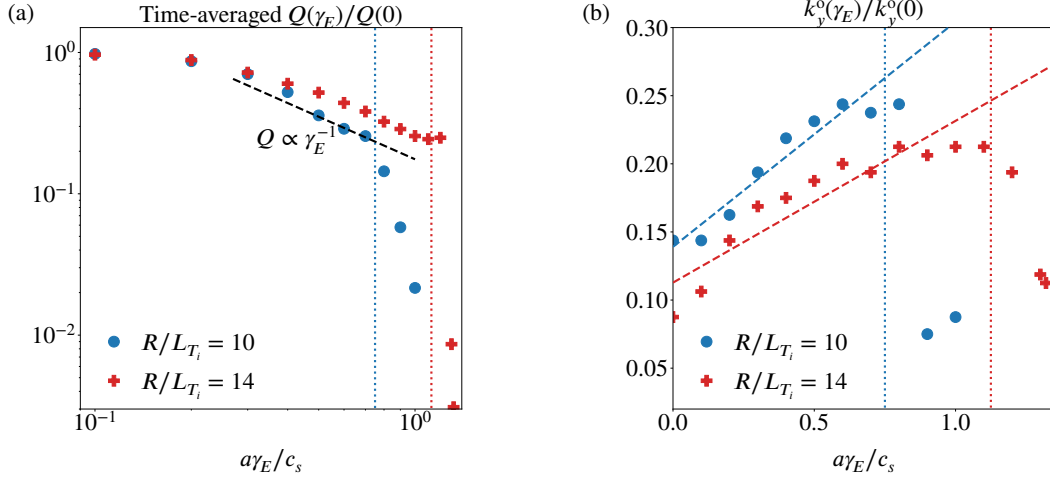 (a)
Time-averaged Q(γ_E)/Q(0)
10^0
10^{-1}
10^{-2}
Q ∝ γ_E^{-1}
R/L_{T_i} = 10
R/L_{T_i} = 14
10^{-1}
10^0
aγ_E/c_s
(b)
k_y^o(γ_E)/k_y^o(0)
0.30
0.25
0.20
0.15
0.10
0.05
R/L_{T_i} = 10
R/L_{T_i} = 14
0.0
0.5
1.0
aγ_E/c_s